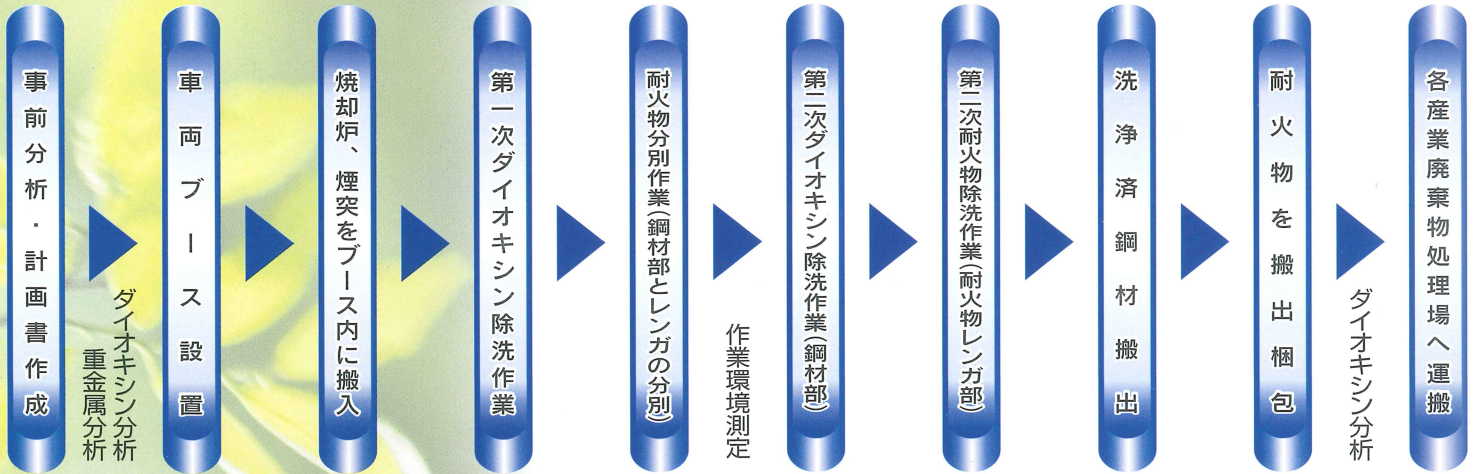 事前分析・計画書作成
ダイオキシン分析
重金属分析
車両ブース設置
焼却炉、煙突をブース内に搬入
第一次ダイオキシン除洗作業
耐火物分別作業(鋼材部とレンガの分別)
作業環境測定
第二次ダイオキシン除洗作業(鋼材部)
第二次耐火物除洗作業(耐火物レンガ部)
洗浄済鋼材搬出
耐火物を搬出梱包
ダイオキシン分析
各産業廃棄物処理場へ運搬